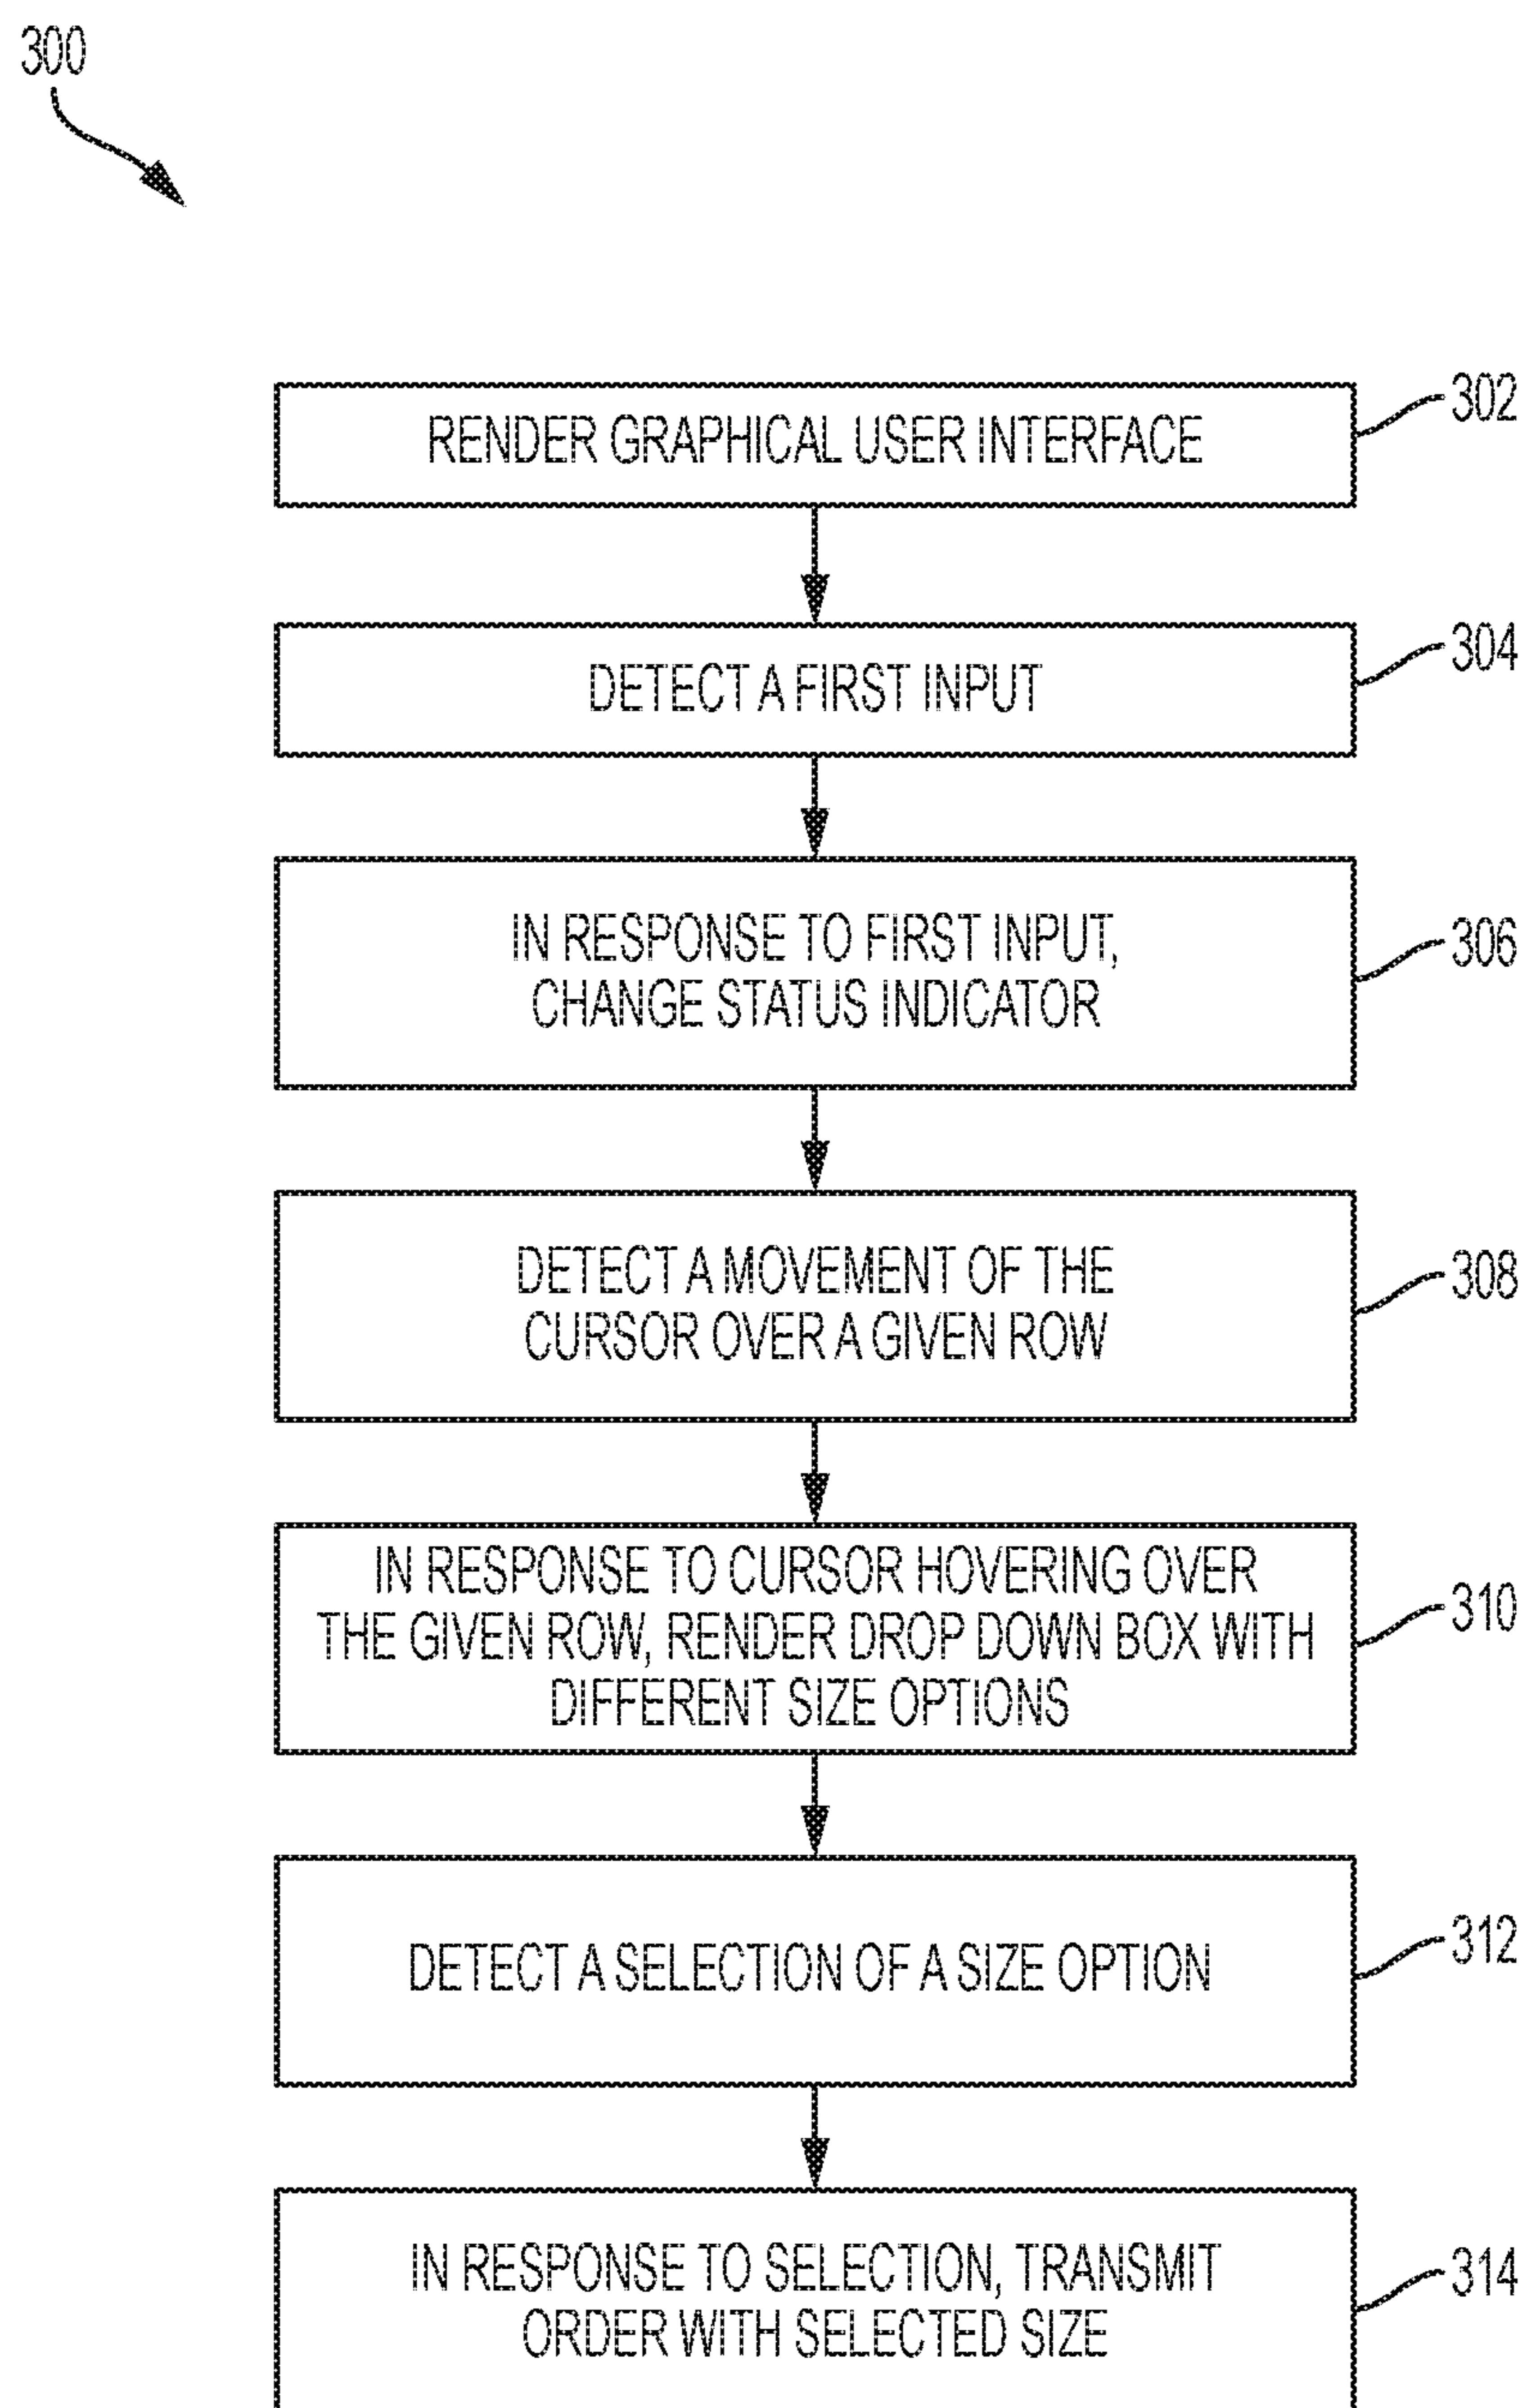 300
RENDER GRAPHICAL USER INTERFACE
302
DETECT A FIRST INPUT
304
IN RESPONSE TO FIRST INPUT,
CHANGE STATUS INDICATOR
306
DETECT A MOVEMENT OF THE
CURSOR OVER A GIVEN ROW
308
IN RESPONSE TO CURSOR HOVERING OVER
THE GIVEN ROW, RENDER DROP DOWN BOX WITH
DIFFERENT SIZE OPTIONS
310
DETECT A SELECTION OF A SIZE OPTION
312
IN RESPONSE TO SELECTION, TRANSMIT
ORDER WITH SELECTED SIZE
314